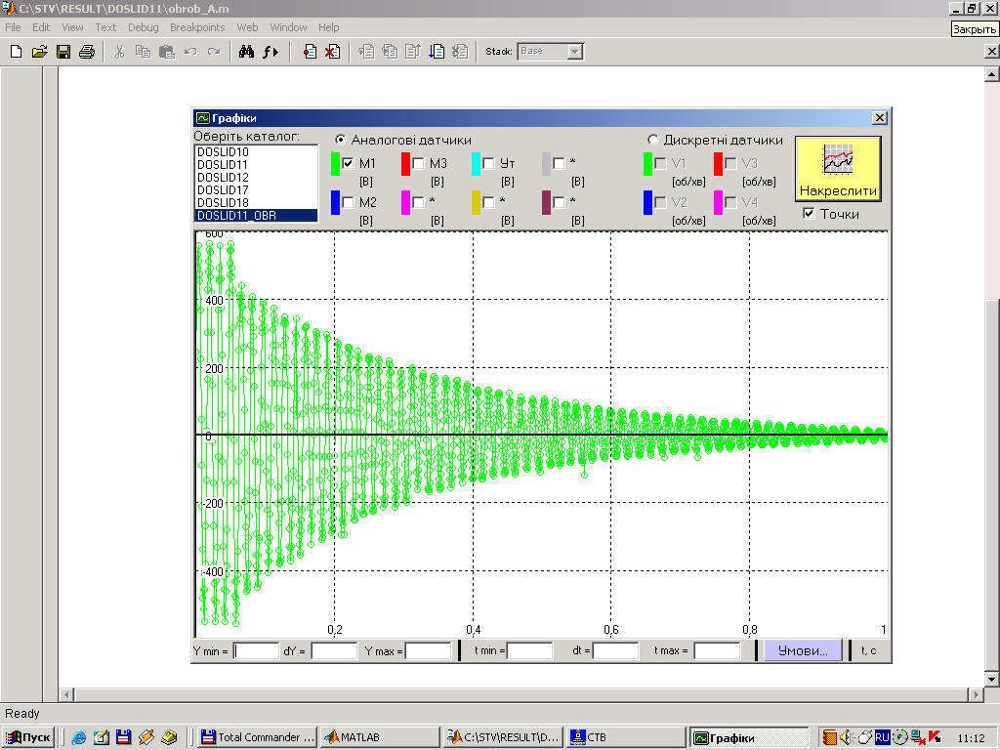 C:\STV\RESULT\DOSLID11\obrob_A.m
File Edit View Text Debug Breakpoints Web Window Help
Закрыть
Stack: Base
Графіки
Оберіть каталог:
DOSLID10
DOSLID11
DOSLID12
DOSLID17
DOSLID18
DOSLID11_OBR
Аналогові датчики
M1 M3 Ут *
[В] [В] [В] [В]
M2 * * *
[В] [В] [В] [В]
Дискретні датчики
V1 V3
[об/хв] [об/хв]
V2 V4
[об/хв] [об/хв]
Накреслити
Точки
600
400
200
0
-200
-400
0,2 0,4 0,6 0,8 1
Y min = dY = Y max = t min = dt = t max = Умови... t, c
Ready
Пуск Total Commander ... MATLAB C:\STV\RESULT\D... СТВ Графіки RU 11:12